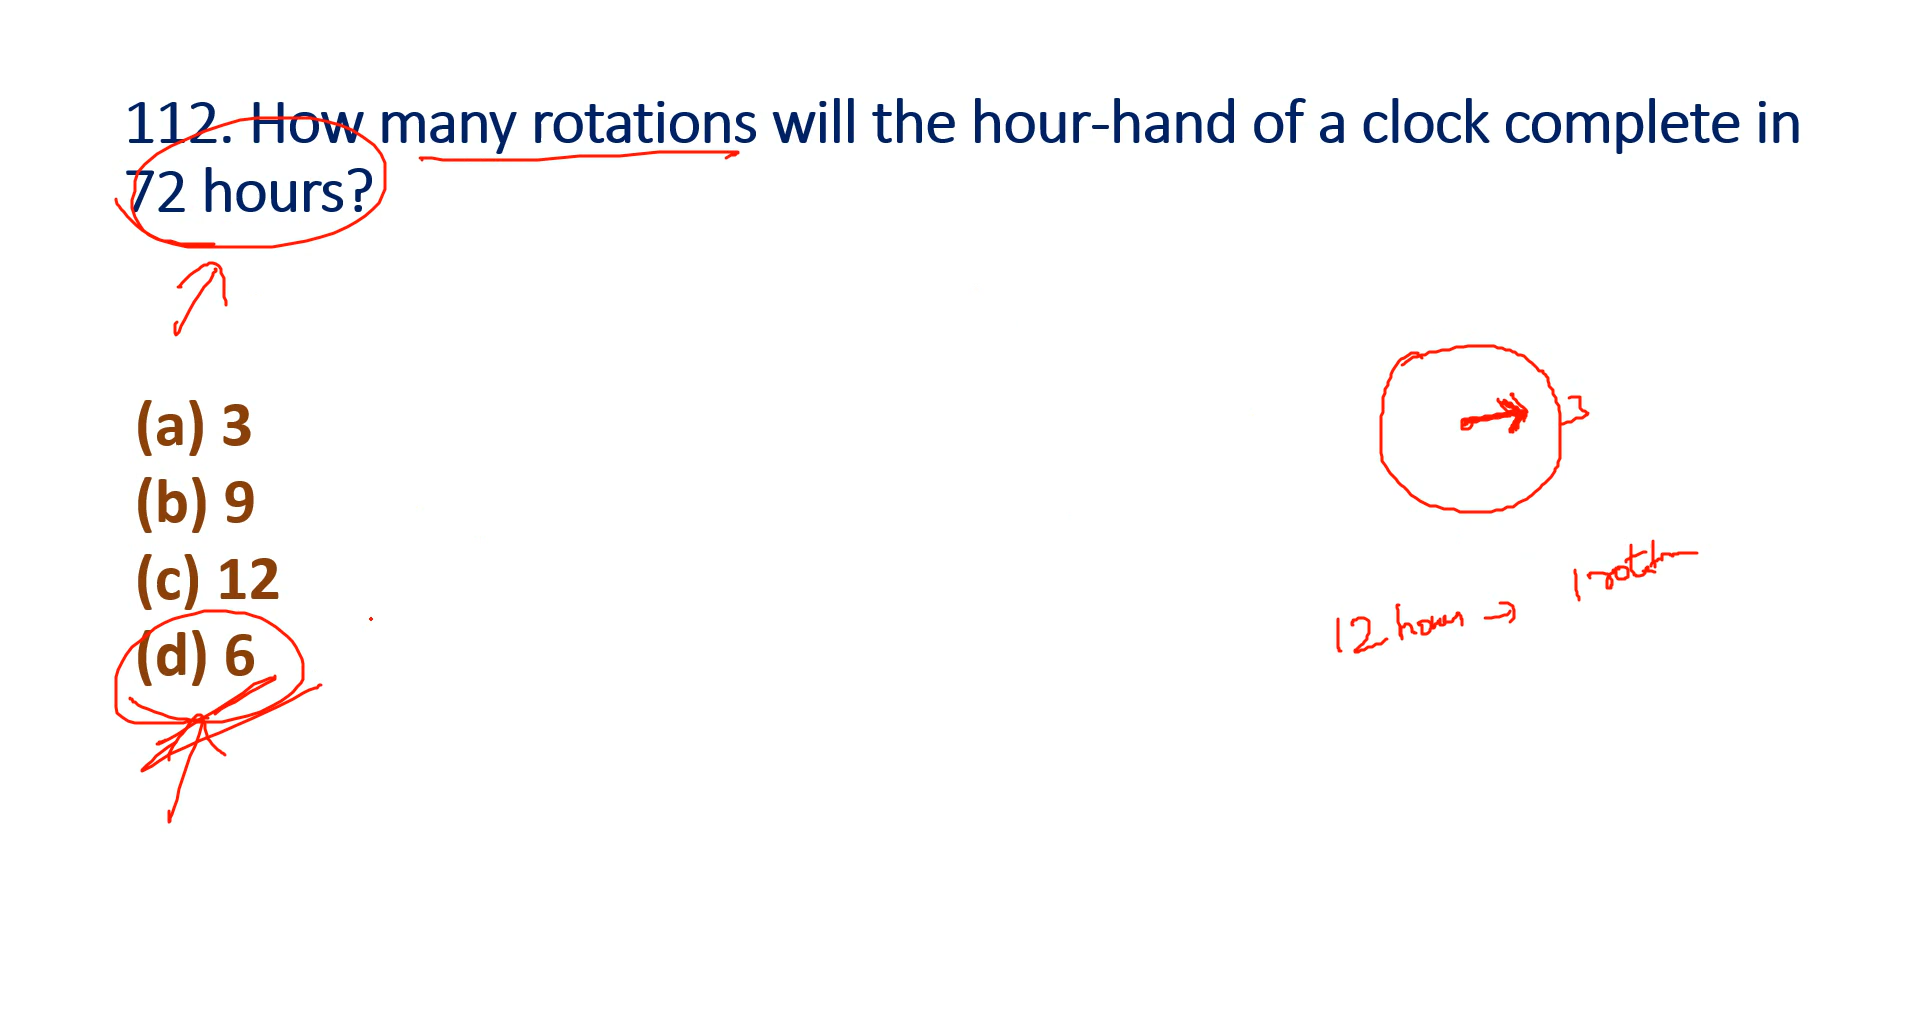 112. How many rotations will the hour-hand of a clock complete in
72 hours?
(a) 3
(b) 9
(c) 12
(d) 6
3
12 hours → 1